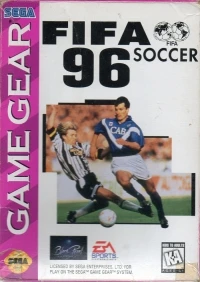 SEGA
GAME GEAR
FIFA
96 SOCCER
FIFA
CAB
EA
SPORTS
LICENSED BY SEGA ENTERPRISES, LTD. FOR
PLAY ON THE SEGA™ GAME GEAR™ SYSTEM.
SEGA
K-A